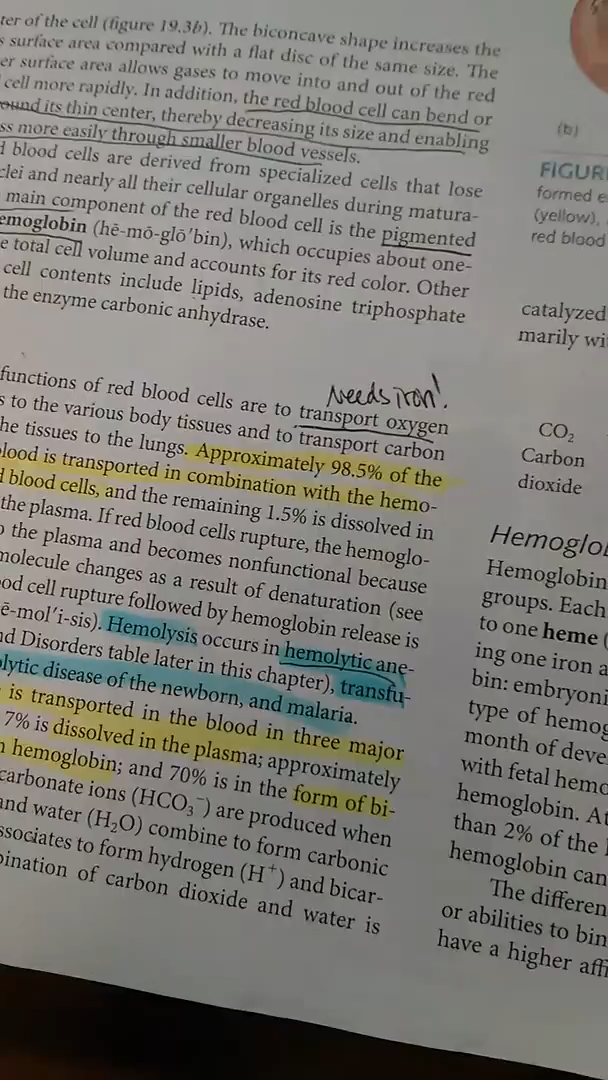 ter of the cell (figure 19.3b). The biconcave shape increases the
s surface area compared with a flat disc of the same size. The
er surface area allows gases to move into and out of the red
cell more rapidly. In addition, the red blood cell can bend or
ound its thin center, thereby decreasing its size and enabling
ss more easily through smaller blood vessels.
d blood cells are derived from specialized cells that lose
clei and nearly all their cellular organelles during matura-
main component of the red blood cell is the pigmented
emoglobin (hē-mō-glō'bin), which occupies about one-
e total cell volume and accounts for its red color. Other
cell contents include lipids, adenosine triphosphate
the enzyme carbonic anhydrase.
Needs iron!
functions of red blood cells are to transport oxygen
s to the various body tissues and to transport carbon
he tissues to the lungs. Approximately 98.5% of the
lood is transported in combination with the hemo-
d blood cells, and the remaining 1.5% is dissolved in
the plasma. If red blood cells rupture, the hemoglo-
o the plasma and becomes nonfunctional because
molecule changes as a result of denaturation (see
ood cell rupture followed by hemoglobin release is
ē-mol'i-sis). Hemolysis occurs in hemolytic ane-
nd Disorders table later in this chapter), transfu-
olytic disease of the newborn, and malaria.
is transported in the blood in three major
7% is dissolved in the plasma; approximately
n hemoglobin; and 70% is in the form of bi-
carbonate ions (HCO₃⁻) are produced when
and water (H₂O) combine to form carbonic
ssociates to form hydrogen (H⁺) and bicar-
bination of carbon dioxide and water is
(b)
FIGUR
formed e
(yellow),
red blood
catalyzed
marily wi
CO₂
Carbon
dioxide
Hemoglo
Hemoglobin
groups. Each
to one heme (
ing one iron a
bin: embryoni
type of hemog
month of deve
with fetal hemo
hemoglobin. At
than 2% of the
hemoglobin can
The differen
or abilities to bin
have a higher affi